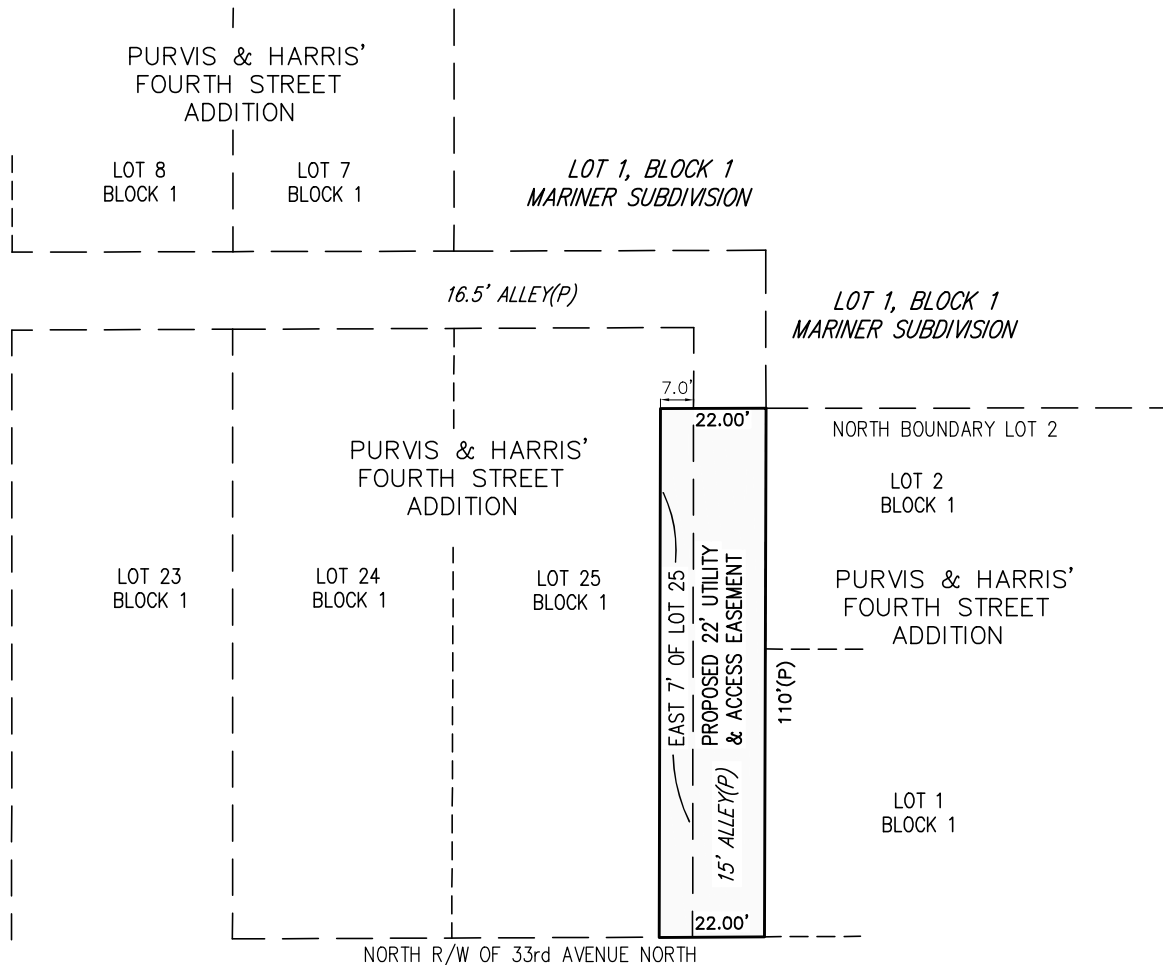 PURVIS & HARRIS'
FOURTH STREET
ADDITION
LOT 8
BLOCK 1
LOT 7
BLOCK 1
LOT 1, BLOCK 1
MARINER SUBDIVISION
16.5' ALLEY(P)
LOT 1, BLOCK 1
MARINER SUBDIVISION
7.0'
22.00'
NORTH BOUNDARY LOT 2
PURVIS & HARRIS'
FOURTH STREET
ADDITION
LOT 2
BLOCK 1
LOT 23
BLOCK 1
LOT 24
BLOCK 1
LOT 25
BLOCK 1
EAST 7' OF LOT 25
PROPOSED 22' UTILITY
& ACCESS EASEMENT
15' ALLEY(P)
110'(P)
PURVIS & HARRIS'
FOURTH STREET
ADDITION
LOT 1
BLOCK 1
22.00'
NORTH R/W OF 33rd AVENUE NORTH